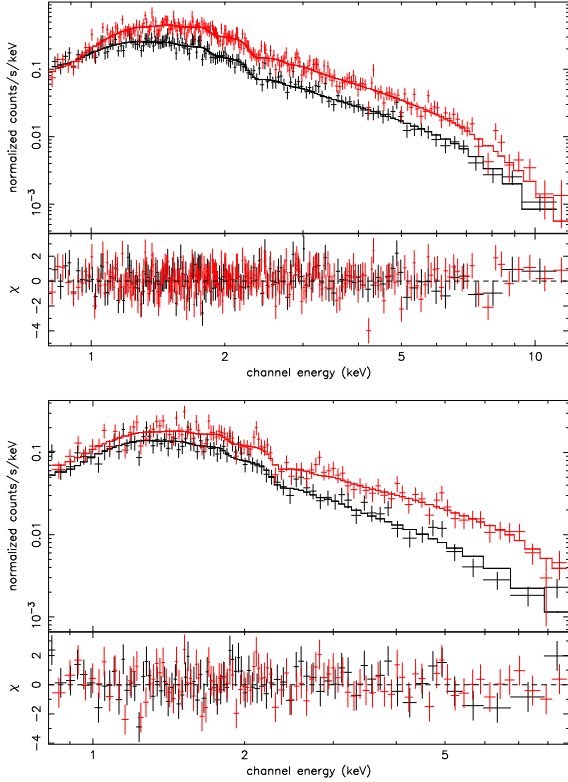 normalized counts/s/keV
0.1
0.01
10⁻³
χ
2
0
−2
−4
1 2 5 10
channel energy (keV)
normalized counts/s/keV
0.1
0.01
10⁻³
χ
2
0
−2
−4
1 2 5
channel energy (keV)